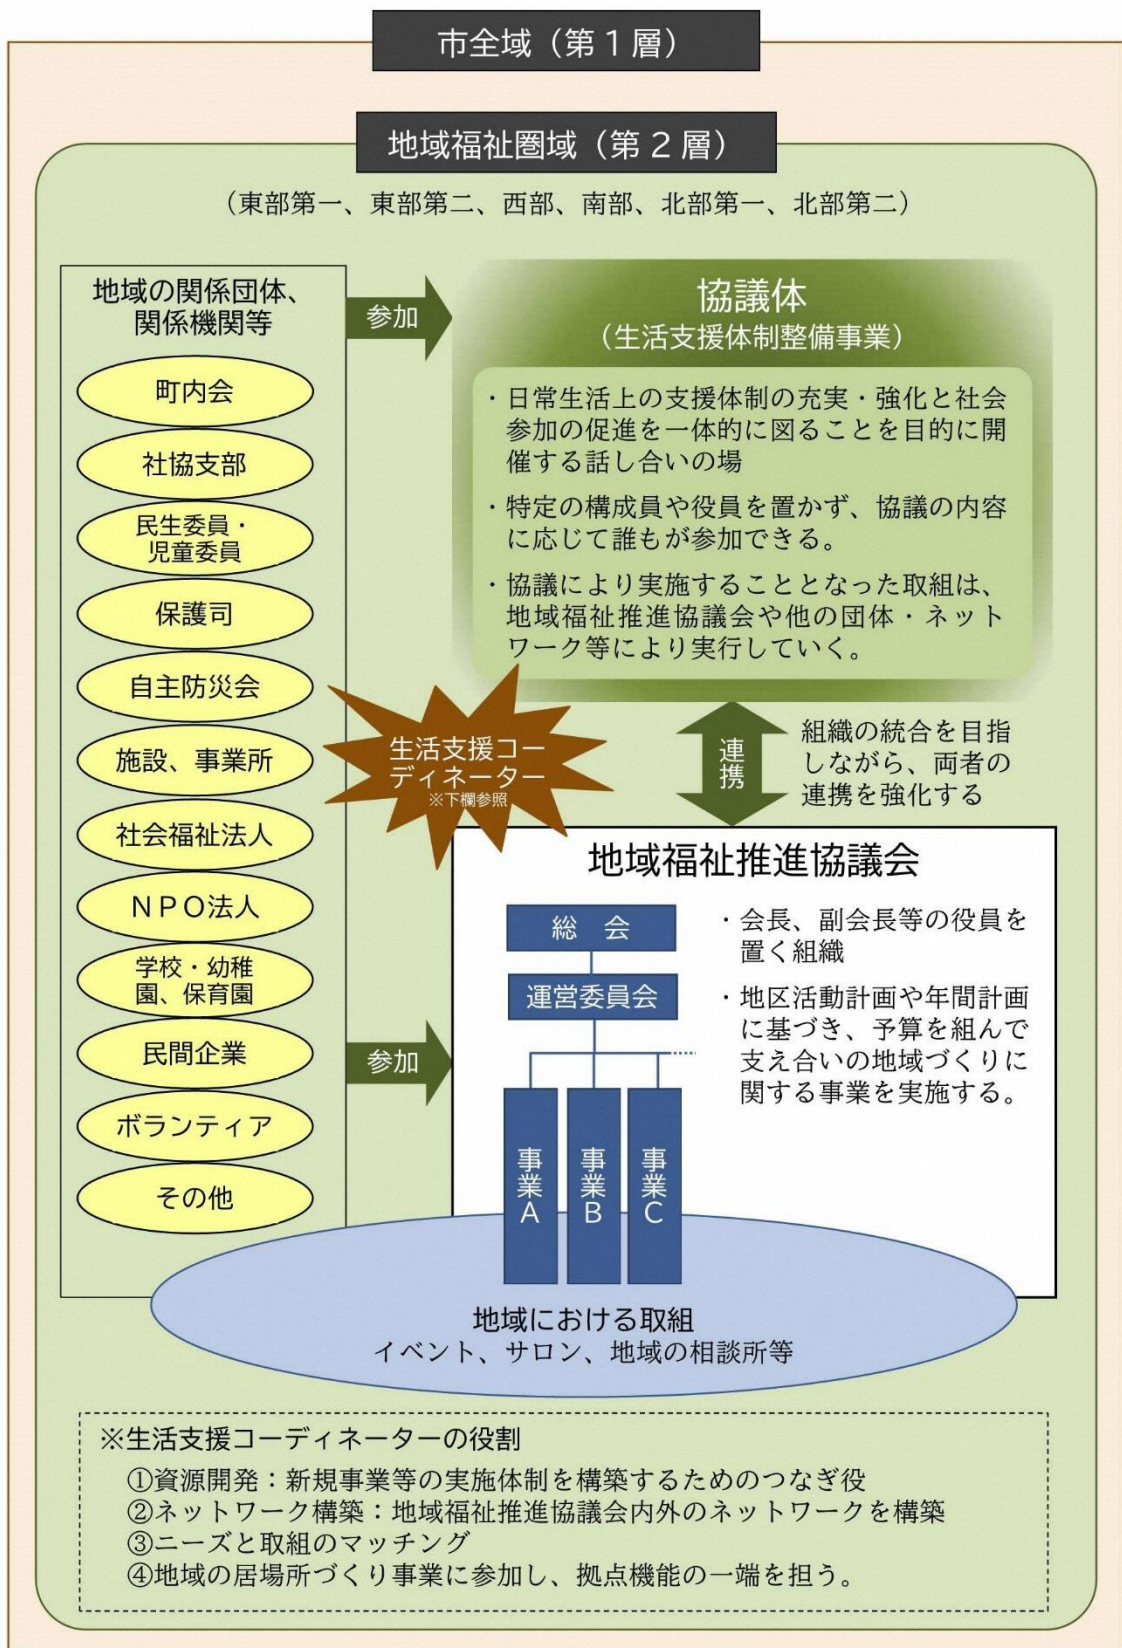 市全域（第１層）
地域福祉圏域（第２層）
（東部第一、東部第二、西部、南部、北部第一、北部第二）
地域の関係団体、
関係機関等
町内会
社協支部
民生委員・
児童委員
保護司
自主防災会
施設、事業所
社会福祉法人
ＮＰＯ法人
学校・幼稚
園、保育園
民間企業
ボランティア
その他
参加
協議体
（生活支援体制整備事業）
・日常生活上の支援体制の充実・強化と社会
参加の促進を一体的に図ることを目的に開
催する話し合いの場
・特定の構成員や役員を置かず、協議の内容
に応じて誰もが参加できる。
・協議により実施することとなった取組は、
地域福祉推進協議会や他の団体・ネット
ワーク等により実行していく。
生活支援コー
ディネーター
※下欄参照
連携
組織の統合を目指
しながら、両者の
連携を強化する
参加
地域福祉推進協議会
総　会
運営委員会
事業Ａ
事業Ｂ
事業Ｃ
・会長、副会長等の役員を
置く組織
・地区活動計画や年間計画
に基づき、予算を組んで
支え合いの地域づくりに
関する事業を実施する。
地域における取組
イベント、サロン、地域の相談所等
※生活支援コーディネーターの役割
①資源開発：新規事業等の実施体制を構築するためのつなぎ役
②ネットワーク構築：地域福祉推進協議会内外のネットワークを構築
③ニーズと取組のマッチング
④地域の居場所づくり事業に参加し、拠点機能の一端を担う。